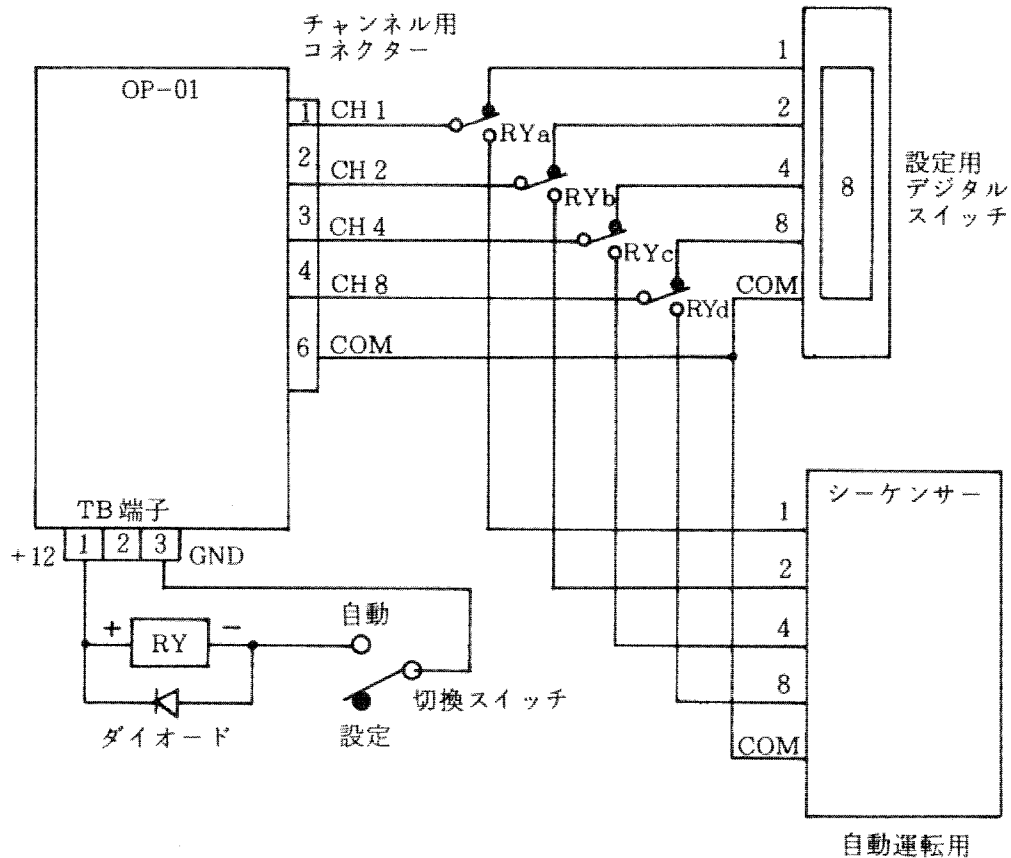 チャンネル用
コネクター
OP-01
1 CH 1
2 CH 2
3 CH 4
4 CH 8
6 COM
RYa
RYb
RYc
RYd
1
2
4
8
COM
8
設定用
デジタル
スイッチ
TB 端子
+12 1 2 3 GND
+ RY −
ダイオード
自動
切換スイッチ
設定
シーケンサー
1
2
4
8
COM
自動運転用